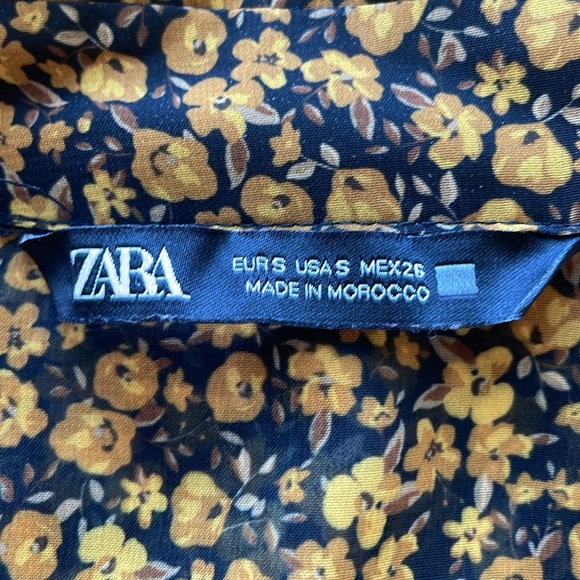 ZARA
EUR S USA S MEX 26
MADE IN MOROCCO